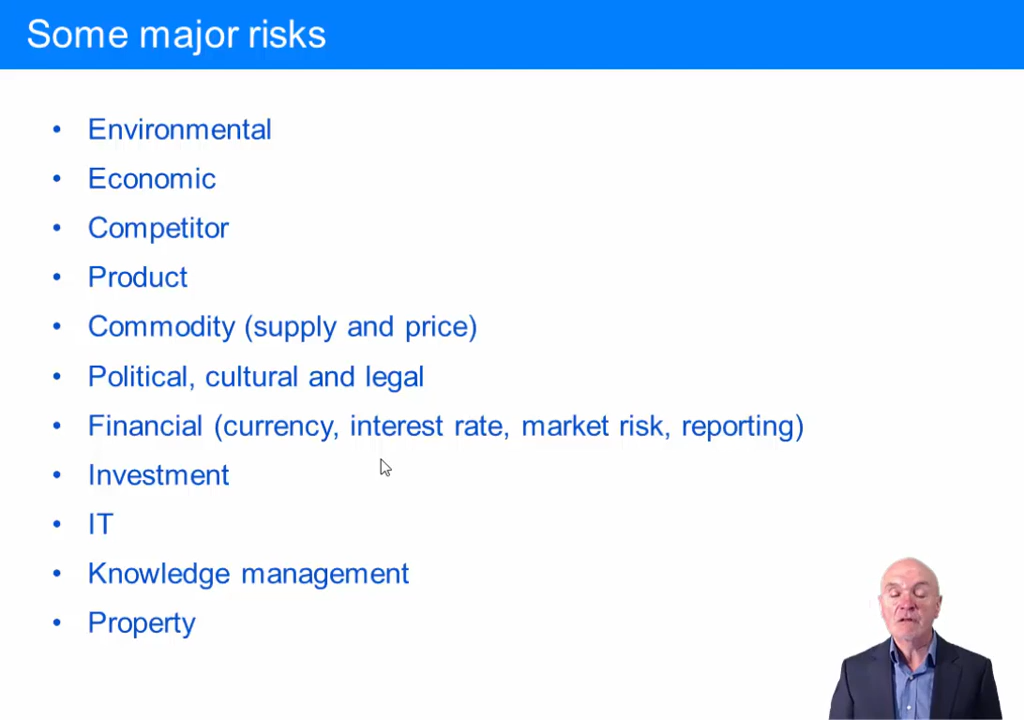 Some major risks
• Environmental
• Economic
• Competitor
• Product
• Commodity (supply and price)
• Political, cultural and legal
• Financial (currency, interest rate, market risk, reporting)
• Investment
• IT
• Knowledge management
• Property